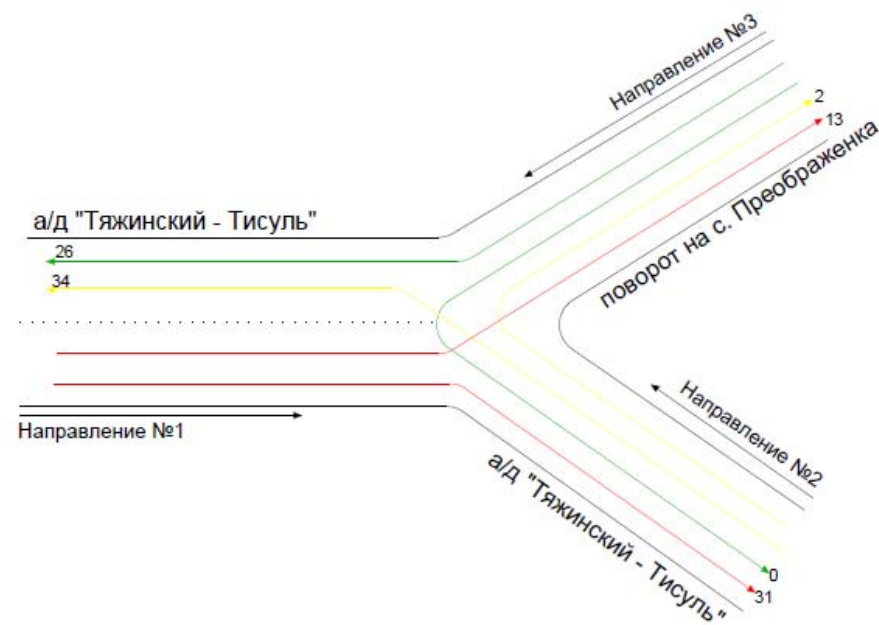 Направление №3
2
13
поворот на с. Преображенка
а/д "Тяжинский - Тисуль"
26
34
Направление №1
Направление №2
а/д "Тяжинский - Тисуль"
0
31